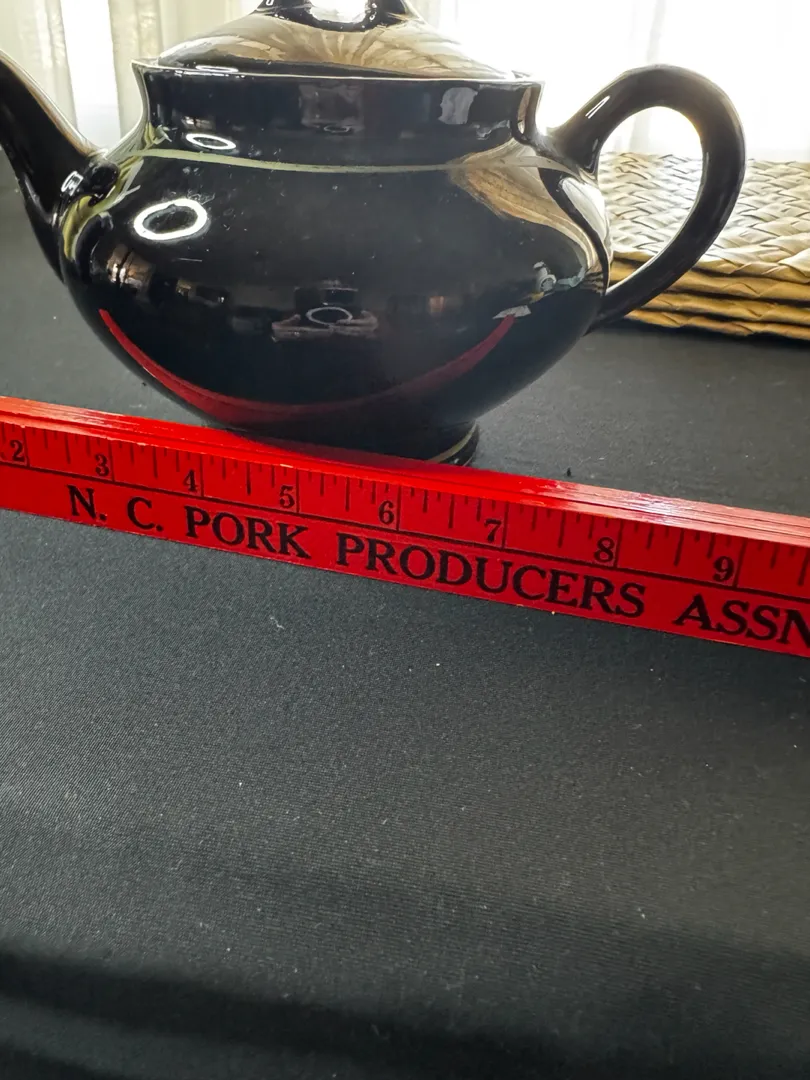 2 3 4 5 6 7 8 9
N. C. PORK PRODUCERS ASSN